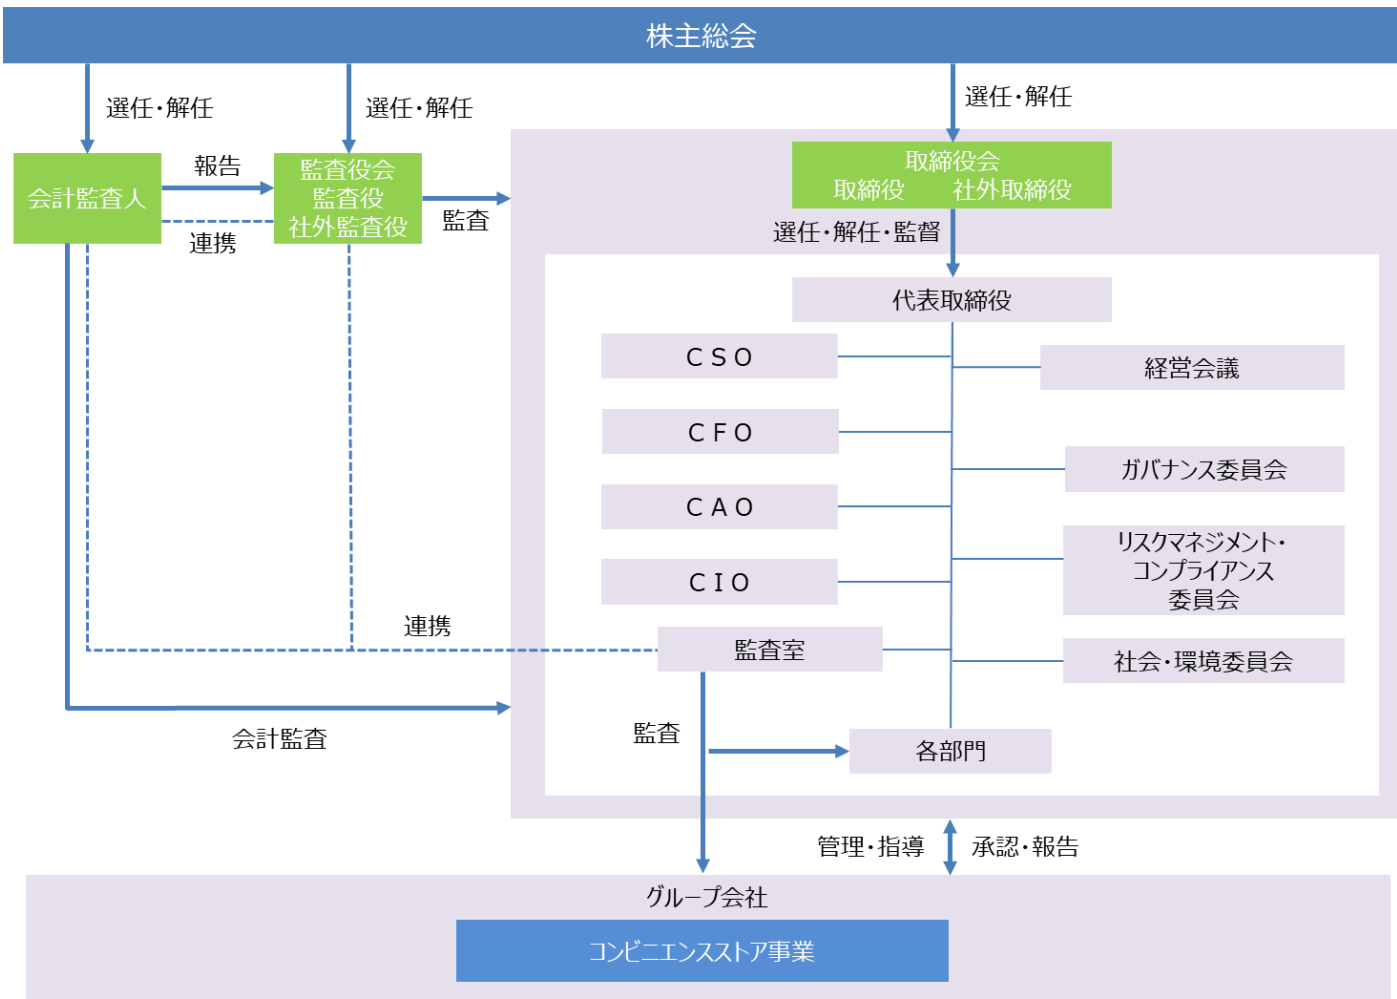 株主総会
選任・解任
選任・解任
選任・解任
会計監査人
報告
連携
監査役会
監査役
社外監査役
監査
取締役会
取締役　　社外取締役
選任・解任・監督
代表取締役
ＣＳＯ
経営会議
ＣＦＯ
ガバナンス委員会
ＣＡＯ
リスクマネジメント・
コンプライアンス
委員会
ＣＩＯ
連携
監査室
社会・環境委員会
会計監査
監査
各部門
管理・指導
承認・報告
グループ会社
コンビニエンスストア事業